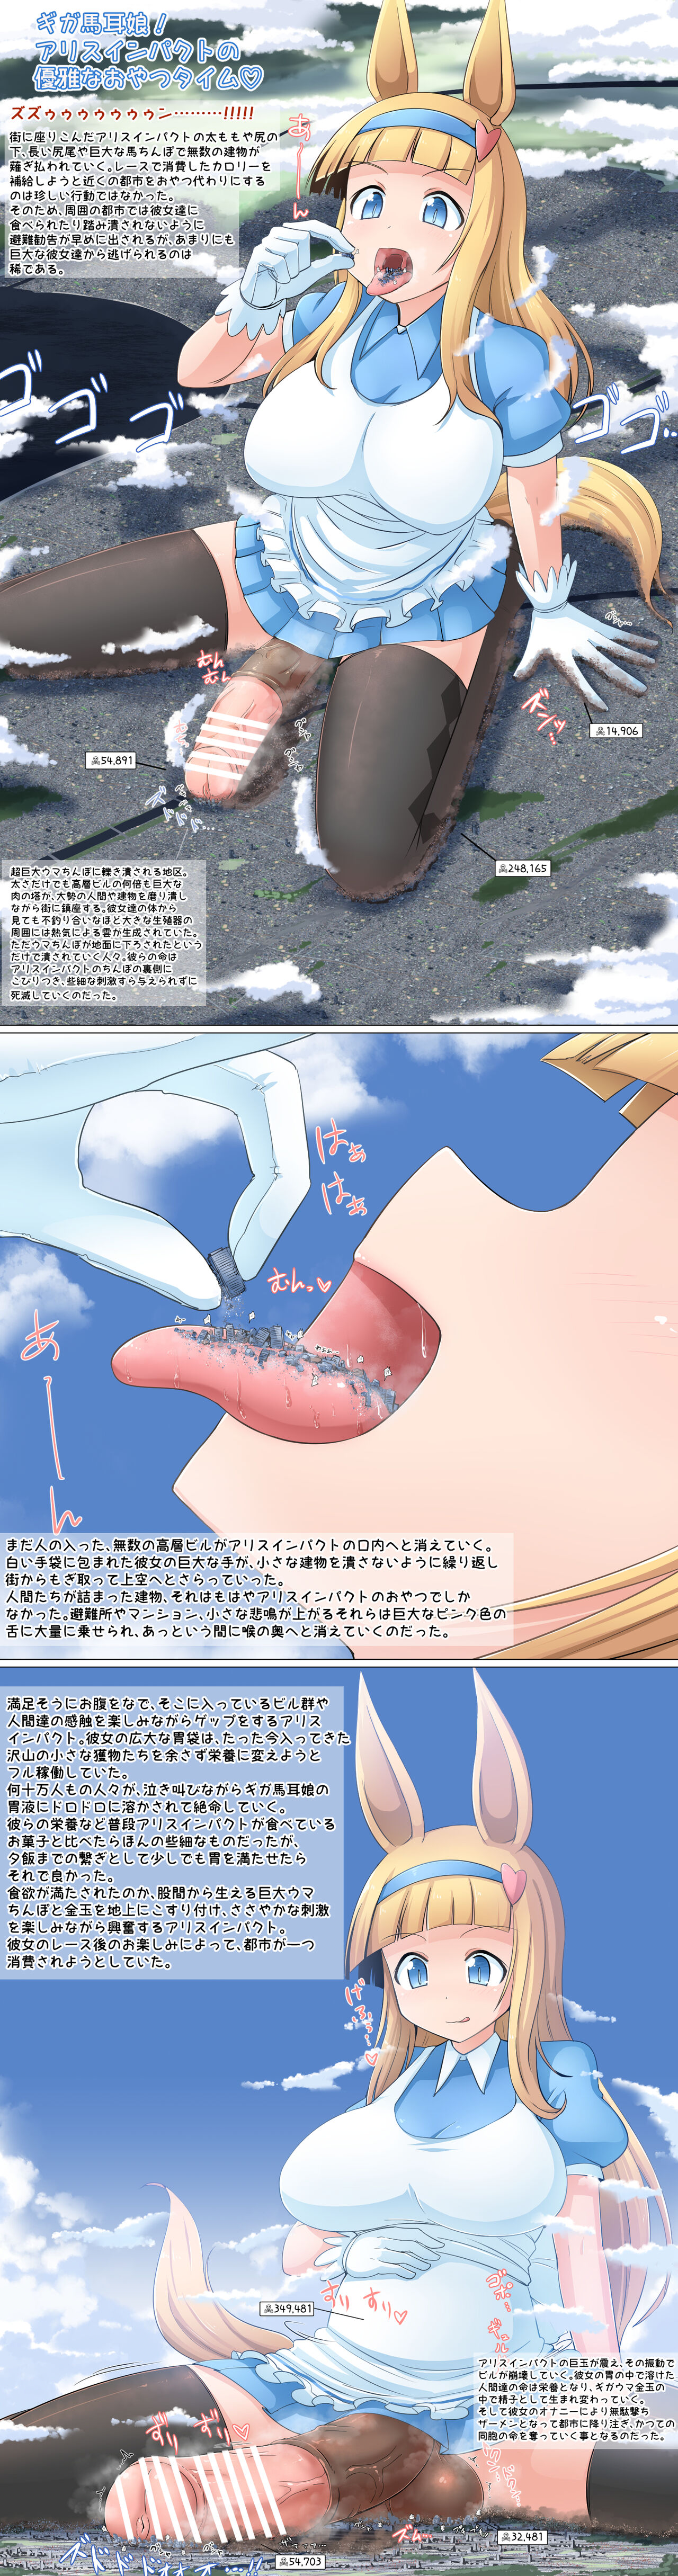 ギガ馬耳娘！
アリスインパクトの
優雅なおやつタイム♡
ズズゥゥゥゥゥゥゥン………!!!!!
街に座りこんだアリスインパクトの太ももや尻の
下、長い尻尾や巨大な馬ちんぽで無数の建物が
薙ぎ払われていく。レースで消費したカロリーを
補給しようと近くの都市をおやつ代わりにする
のは珍しい行動ではなかった。
そのため、周囲の都市では彼女達に
食べられたり踏み潰されないように
避難勧告が早めに出されるが、あまりにも
巨大な彼女達から逃げられるのは
稀である。
あ
ー
ん
ゴゴゴ
ゴゴ
むん
むん
54,891
ズンッ
14,906
248,165
超巨大ウマちんぽに轢き潰される地区。
太さだけでも高層ビルの何倍も巨大な
肉の塔が、大勢の人間や建物を磨り潰し
ながら街に鎮座する。彼女達の体から
見ても不釣り合いなほど大きな生殖器の
周囲には熱気による雲が生成されていた。
ただウマちんぽが地面に下ろされたという
だけで潰されていく人々。彼らの命は
アリスインパクトのちんぽの裏側に
こびりつき、些細な刺激すら与えられずに
死滅していくのだった。
はぁ
はぁ
むんっ♥
あ
ー
ん
まだ人の入った、無数の高層ビルがアリスインパクトの口内へと消えていく。
白い手袋に包まれた彼女の巨大な手が、小さな建物を潰さないように繰り返し
街からもぎ取って上空へとさらっていった。
人間たちが詰まった建物、それはもはやアリスインパクトのおやつでしか
なかった。避難所やマンション、小さな悲鳴が上がるそれらは巨大なピンク色の
舌に大量に乗せられ、あっという間に喉の奥へと消えていくのだった。
満足そうにお腹をなで、そこに入っているビル群や
人間達の感触を楽しみながらゲップをするアリス
インパクト。彼女の広大な胃袋は、たった今入ってきた
沢山の小さな獲物たちを余さず栄養に変えようと
フル稼働していた。
何十万人もの人々が、泣き叫びながらギガ馬耳娘の
胃液にドロドロに溶かされて絶命していく。
彼らの栄養など普段アリスインパクトが食べている
お菓子と比べたらほんの些細なものだったが、
夕飯までの繋ぎとして少しでも胃を満たせたら
それで良かった。
食欲が満たされたのか、股間から生える巨大ウマ
ちんぽと金玉を地上にこすり付け、ささやかな刺激
を楽しみながら興奮するアリスインパクト。
彼女のレース後のお楽しみによって、都市が一つ
消費されようとしていた。
349,481
すり すり♡
アリスインパクトの巨玉が震え、その振動で
ビルが崩壊していく。彼女の胃の中で溶けた
人間達の命は栄養となり、ギガウマ金玉の
中で精子として生まれ変わっていく。
そして彼女のオナニーにより無駄撃ち
ザーメンとなって都市に降り注ぎ、かつての
同胞の命を奪っていく事となるのだった。
ずり
ずり♡
ズム…
32,481
54,703